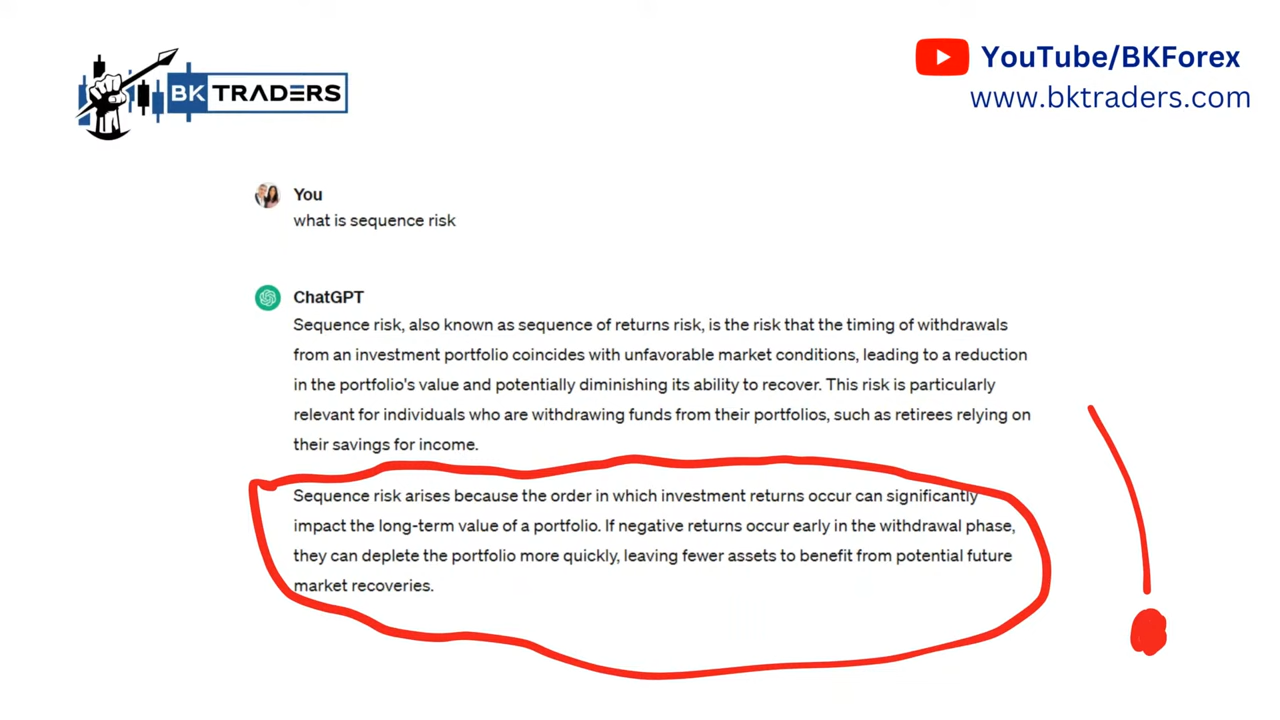 BK TRADERS
YouTube/BKForex
www.bktraders.com
You
what is sequence risk
ChatGPT
Sequence risk, also known as sequence of returns risk, is the risk that the timing of withdrawals
from an investment portfolio coincides with unfavorable market conditions, leading to a reduction
in the portfolio's value and potentially diminishing its ability to recover. This risk is particularly
relevant for individuals who are withdrawing funds from their portfolios, such as retirees relying on
their savings for income.
Sequence risk arises because the order in which investment returns occur can significantly
impact the long-term value of a portfolio. If negative returns occur early in the withdrawal phase,
they can deplete the portfolio more quickly, leaving fewer assets to benefit from potential future
market recoveries.